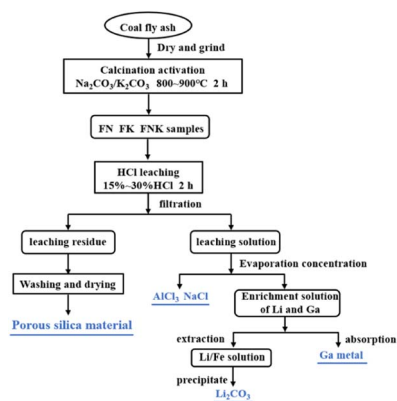 Coal fly ash
Dry and grind
Calcination activation
Na₂CO₃/K₂CO₃ 800~900°C 2 h
FN FK FNK samples
HCl leaching
15%~30%HCl 2 h
filtration
leaching residue
leaching solution
Evaporation concentration
Washing and drying
AlCl₃ NaCl
Enrichment solution
of Li and Ga
Porous silica material
extraction
absorption
Li/Fe solution
Ga metal
precipitate
Li₂CO₃